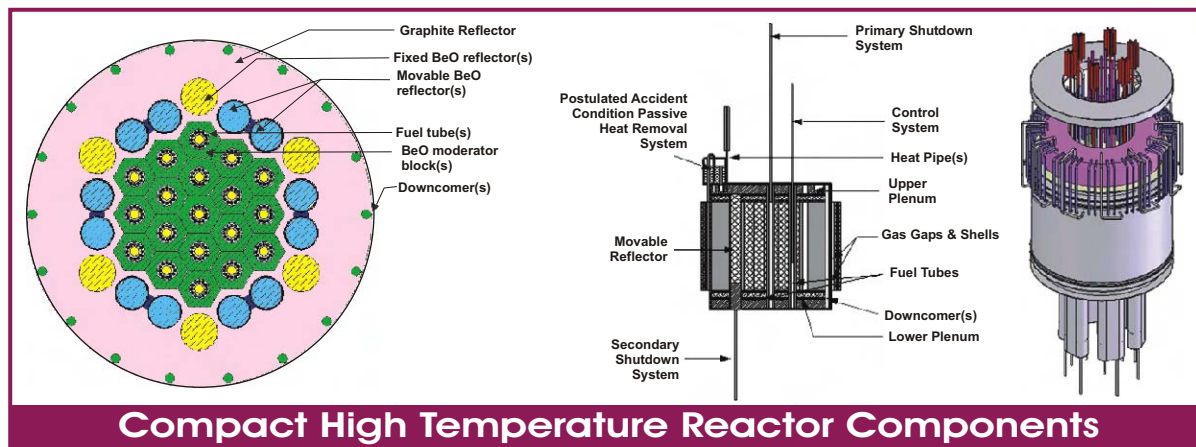 Graphite Reflector
Fixed BeO reflector(s)
Movable BeO
reflector(s)
Fuel tube(s)
BeO moderator
block(s)
Downcomer(s)
Primary Shutdown
System
Postulated Accident
Condition Passive
Heat Removal
System
Control
System
Heat Pipe(s)
Upper
Plenum
Movable
Reflector
Gas Gaps & Shells
Fuel Tubes
Downcomer(s)
Lower Plenum
Secondary
Shutdown
System
Compact High Temperature Reactor Components